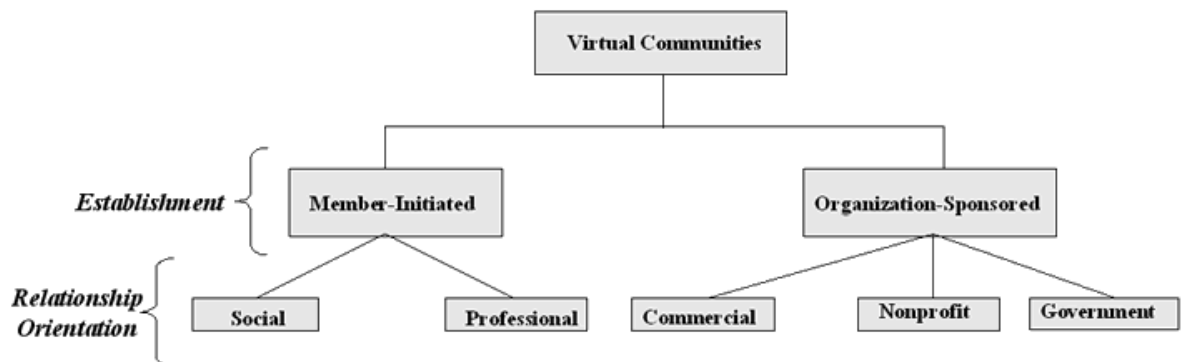 Virtual Communities
Establishment
Member-Initiated
Organization-Sponsored
Relationship
Orientation
Social
Professional
Commercial
Nonprofit
Government